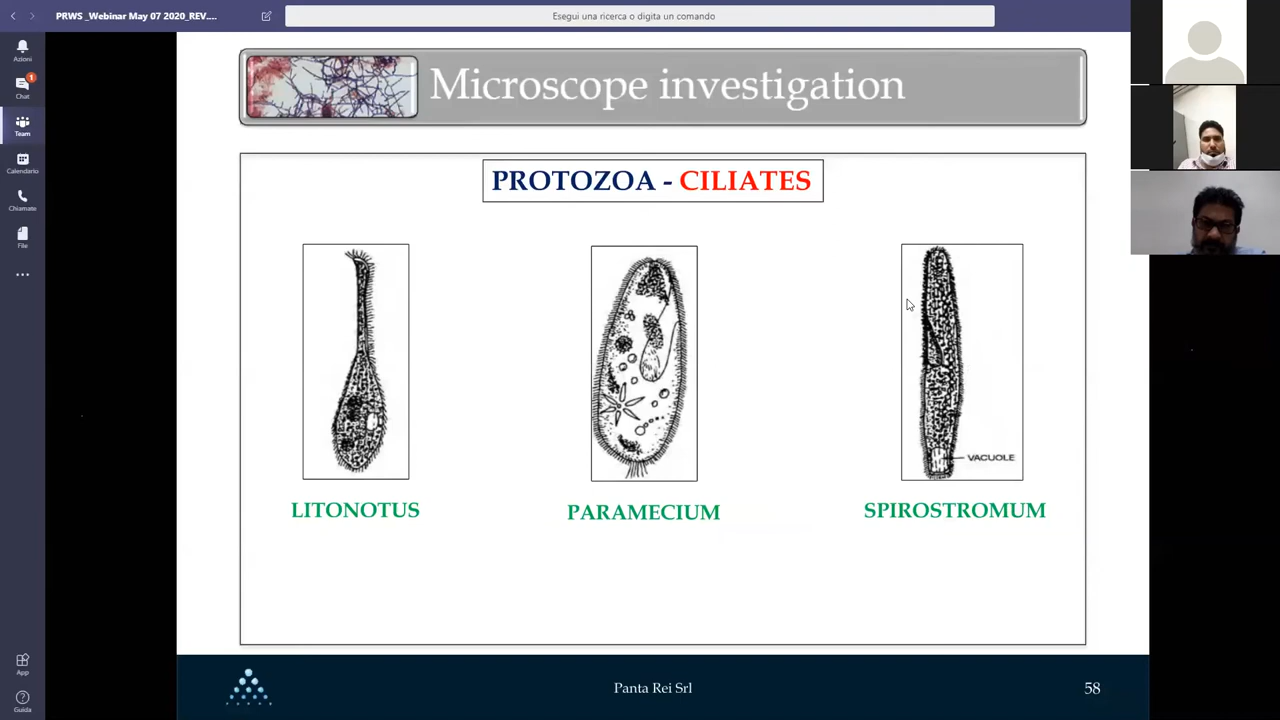 PRWS _Webinar May 07 2020_REV....
Esegui una ricerca o digita un comando
Azioni
1
Chat
Team
Calendario
Chiamate
File
App
Guida
Microscope investigation
PROTOZOA - CILIATES
VACUOLE
LITONOTUS
PARAMECIUM
SPIROSTROMUM
Panta Rei Srl
58